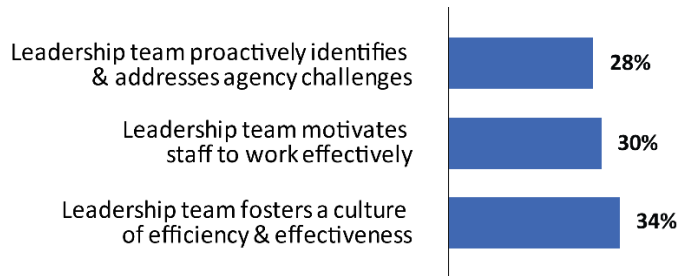 Leadership team proactively identifies
& addresses agency challenges
28%
Leadership team motivates
staff to work effectively
30%
Leadership team fosters a culture
of efficiency & effectiveness
34%